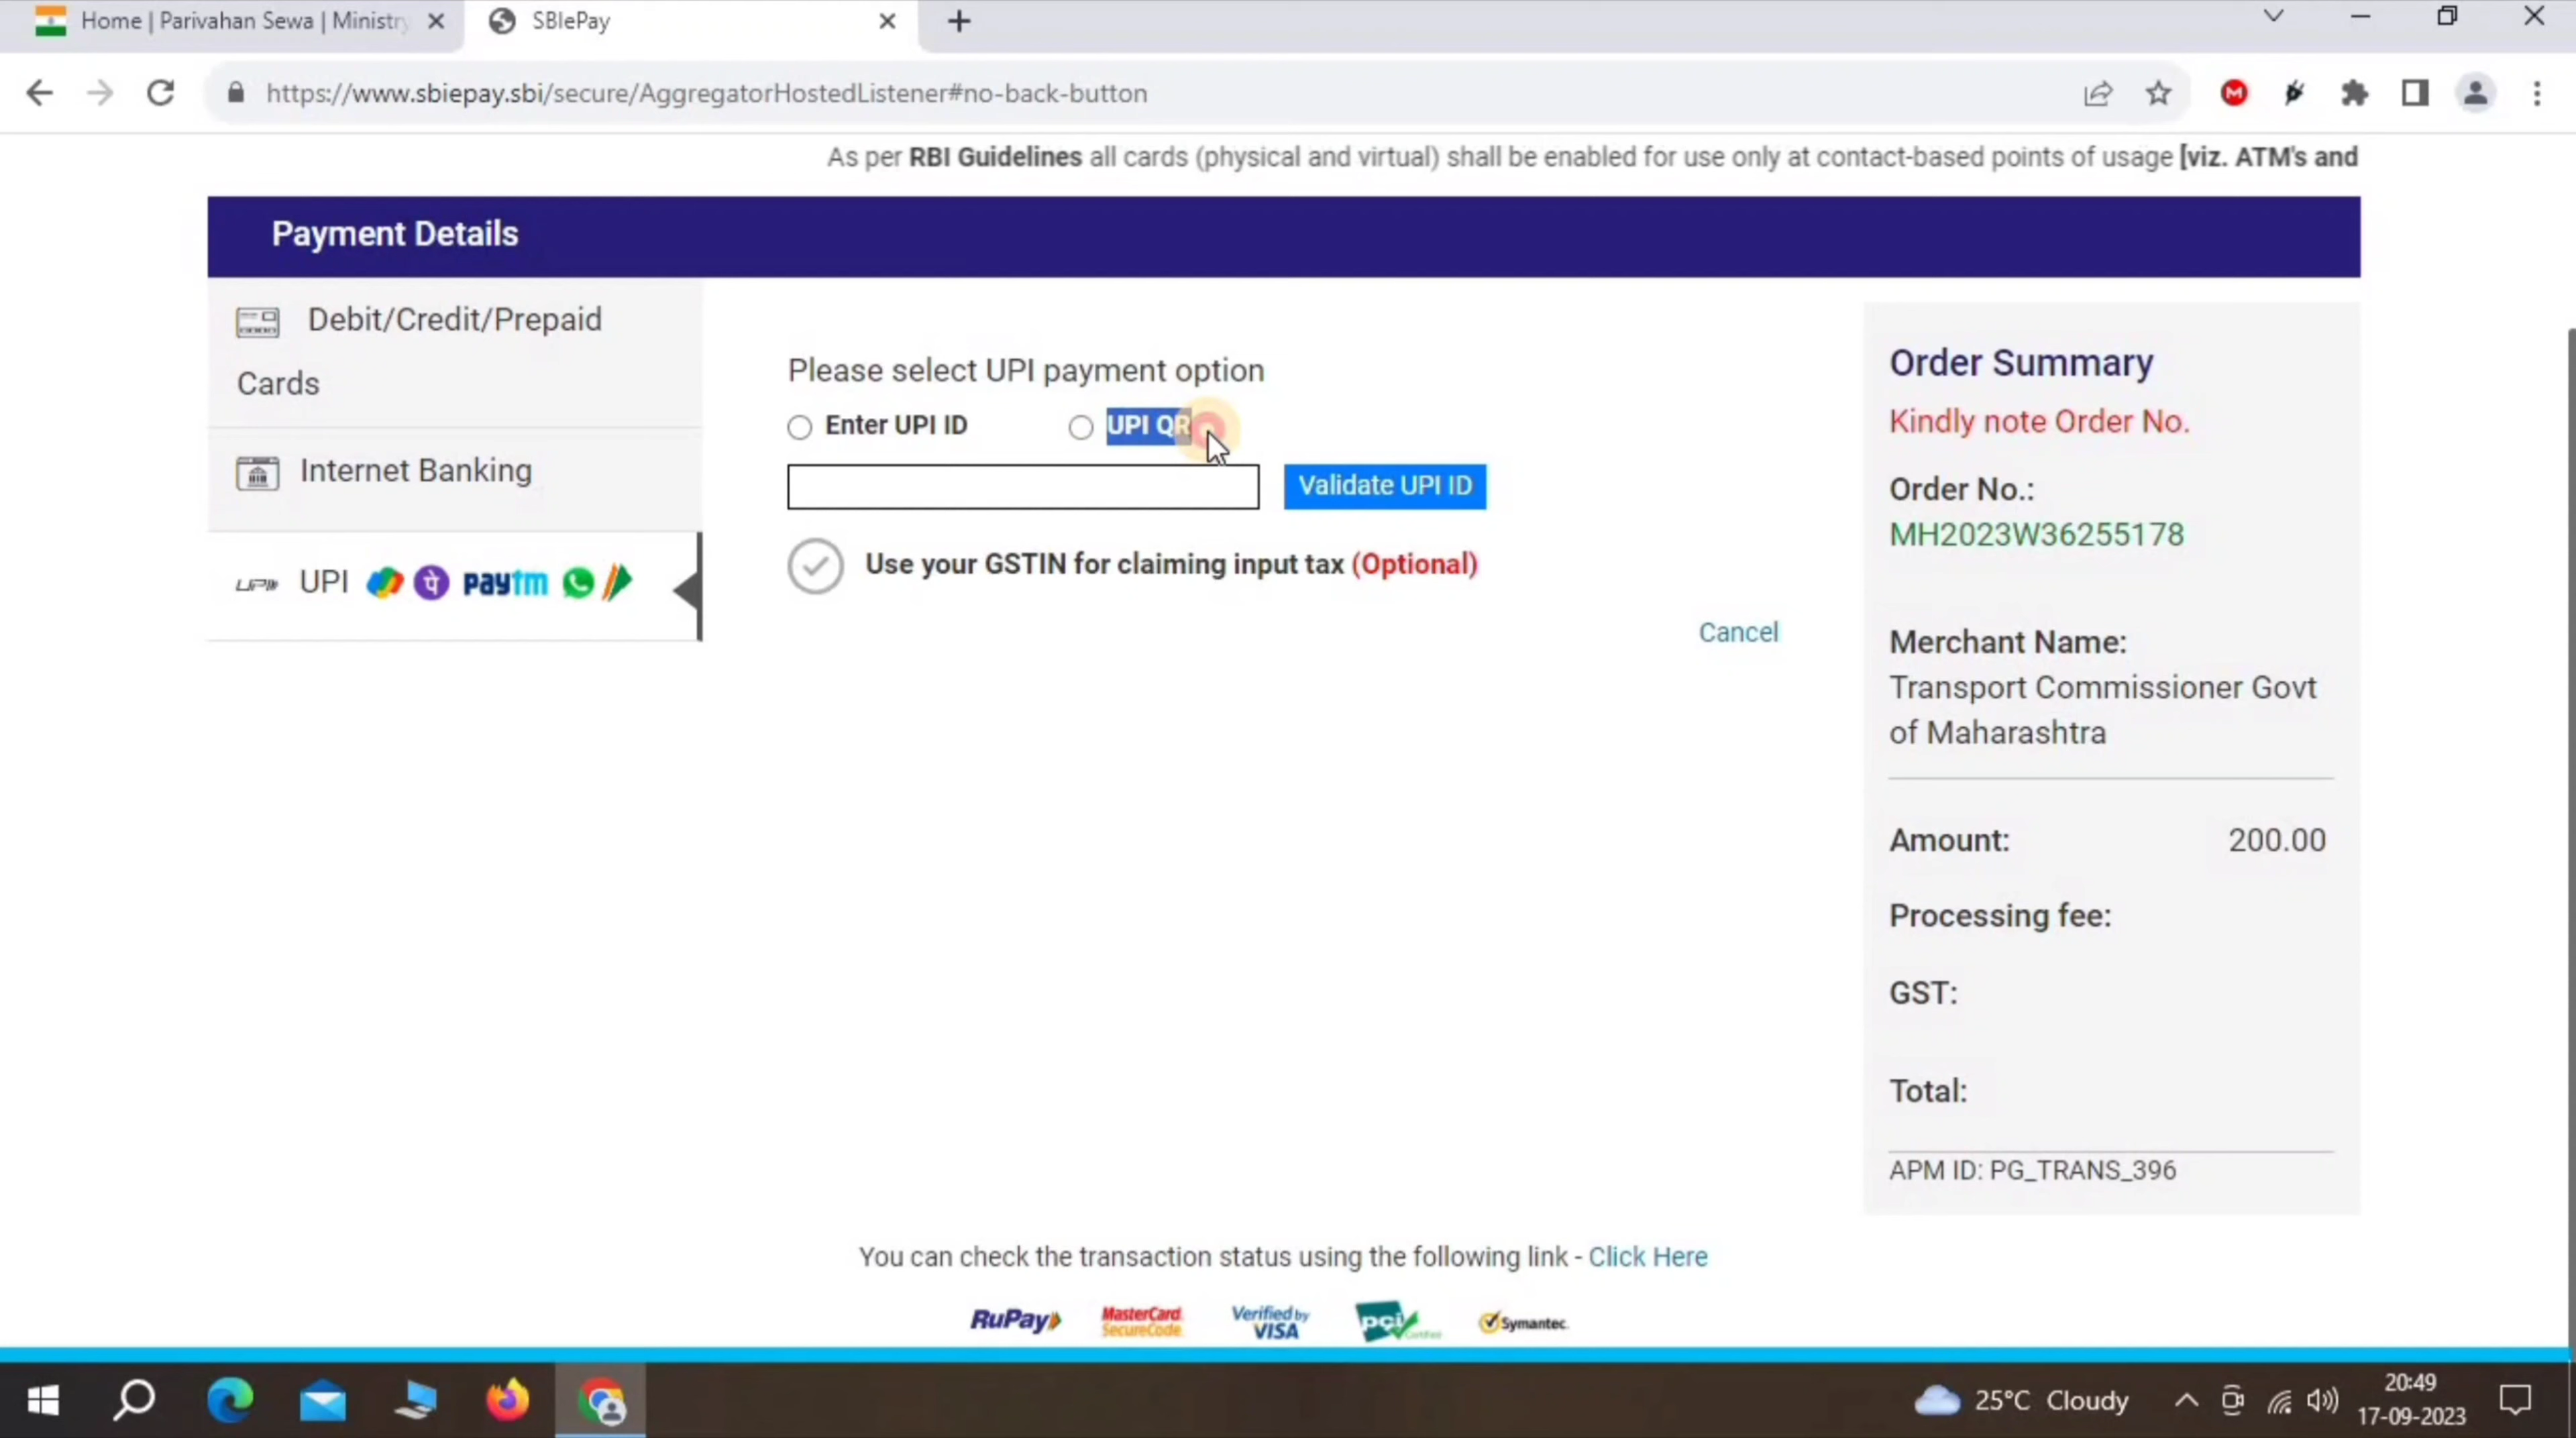 Home | Parivahan Sewa | Ministry
SBIePay
https://www.sbiepay.sbi/secure/AggregatorHostedListener#no-back-button
As per RBI Guidelines all cards (physical and virtual) shall be enabled for use only at contact-based points of usage [viz. ATM's and
Payment Details
Debit/Credit/Prepaid
Cards
Internet Banking
UPI UPI पे paytm
Please select UPI payment option
Enter UPI ID UPI QR
Validate UPI ID
Use your GSTIN for claiming input tax (Optional)
Cancel
Order Summary
Kindly note Order No.
Order No.:
MH2023W36255178
Merchant Name:
Transport Commissioner Govt
of Maharashtra
Amount: 200.00
Processing fee:
GST:
Total:
APM ID: PG_TRANS_396
You can check the transaction status using the following link - Click Here
RuPay MasterCard SecureCode Verified by VISA pci Certified Symantec.
25°C Cloudy
20:49
17-09-2023